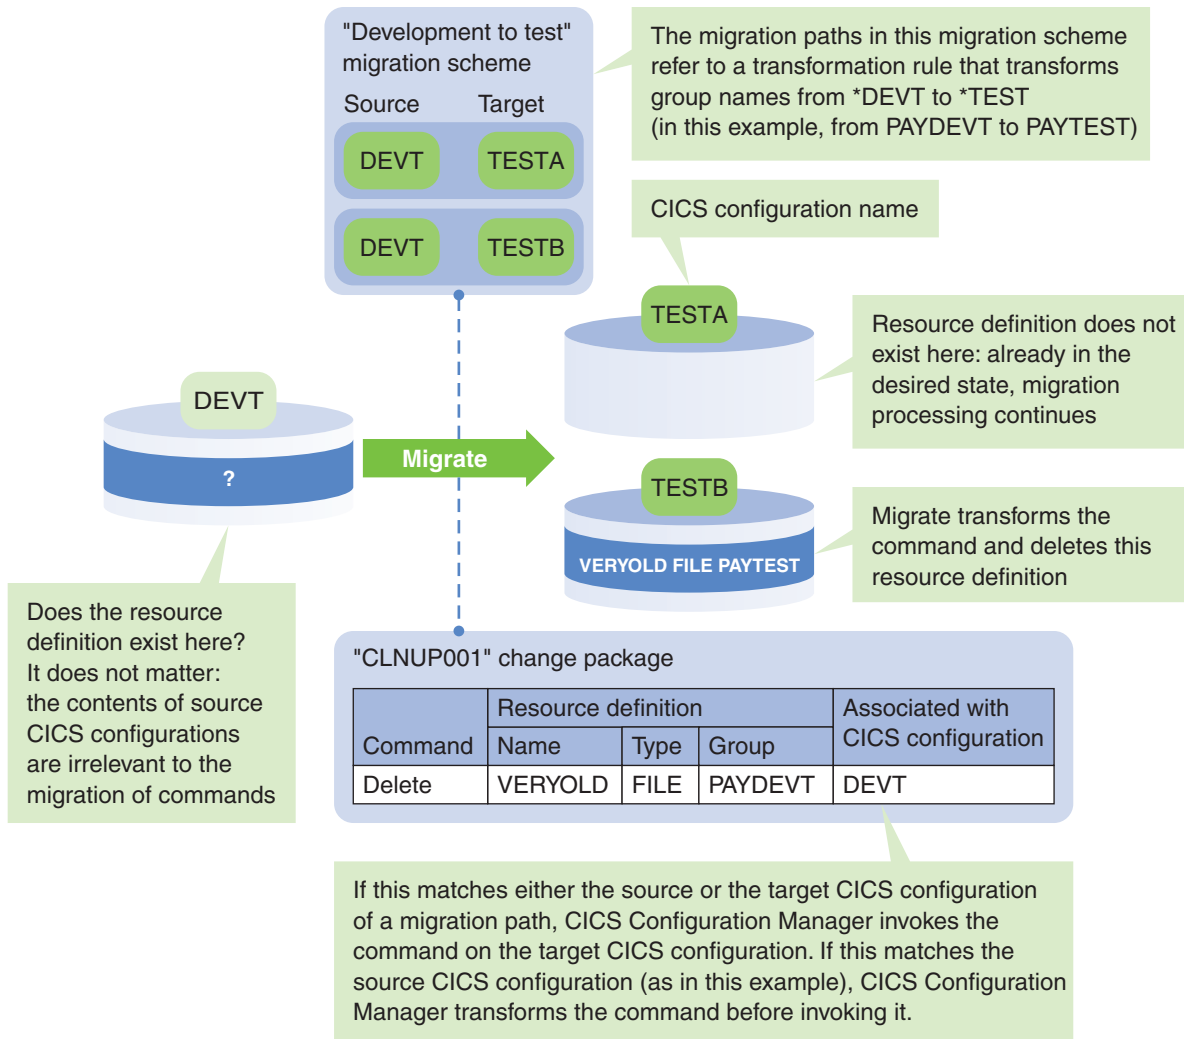 "Development to test"
migration scheme
Source Target
DEVT TESTA
DEVT TESTB
The migration paths in this migration scheme
refer to a transformation rule that transforms
group names from *DEVT to *TEST
(in this example, from PAYDEVT to PAYTEST)
CICS configuration name
TESTA
Resource definition does not
exist here: already in the
desired state, migration
processing continues
DEVT
?
Migrate
TESTB
VERYOLD FILE PAYTEST
Migrate transforms the
command and deletes this
resource definition
Does the resource
definition exist here?
It does not matter:
the contents of source
CICS configurations
are irrelevant to the
migration of commands
"CLNUP001" change package
Resource definition Associated with
CICS configuration
Command Name Type Group
Delete VERYOLD FILE PAYDEVT DEVT
If this matches either the source or the target CICS configuration
of a migration path, CICS Configuration Manager invokes the
command on the target CICS configuration. If this matches the
source CICS configuration (as in this example), CICS Configuration
Manager transforms the command before invoking it.